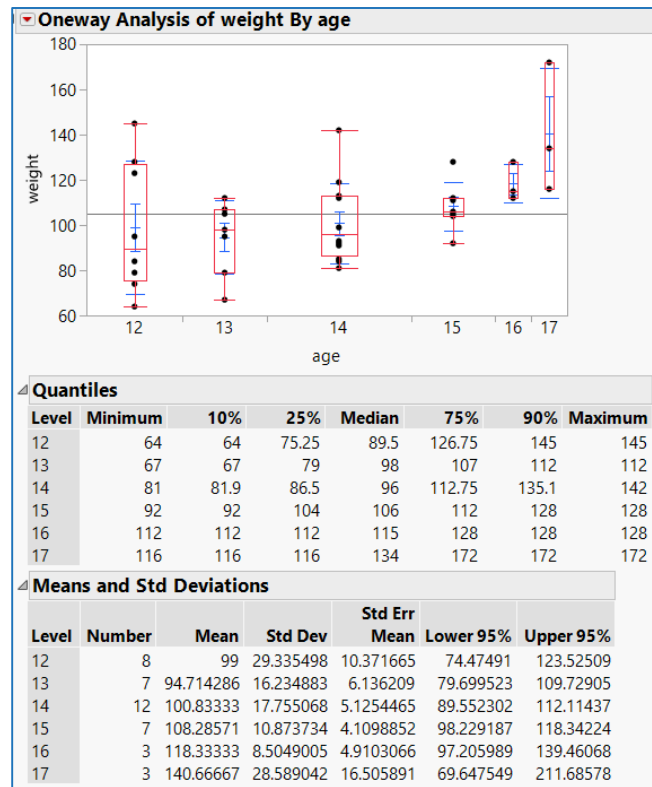 Oneway Analysis of weight By age
180
160
140
120
100
80
60
weight
12 13 14 15 16 17
age
Quantiles
Level Minimum 10% 25% Median 75% 90% Maximum
12 64 64 75.25 89.5 126.75 145 145
13 67 67 79 98 107 112 112
14 81 81.9 86.5 96 112.75 135.1 142
15 92 92 104 106 112 128 128
16 112 112 112 115 128 128 128
17 116 116 116 134 172 172 172
Means and Std Deviations
Std Err
Level Number Mean Std Dev Mean Lower 95% Upper 95%
12 8 99 29.335498 10.371665 74.47491 123.52509
13 7 94.714286 16.234883 6.136209 79.699523 109.72905
14 12 100.83333 17.755068 5.1254465 89.552302 112.11437
15 7 108.28571 10.873734 4.1098852 98.229187 118.34224
16 3 118.33333 8.5049005 4.9103066 97.205989 139.46068
17 3 140.66667 28.589042 16.505891 69.647549 211.68578